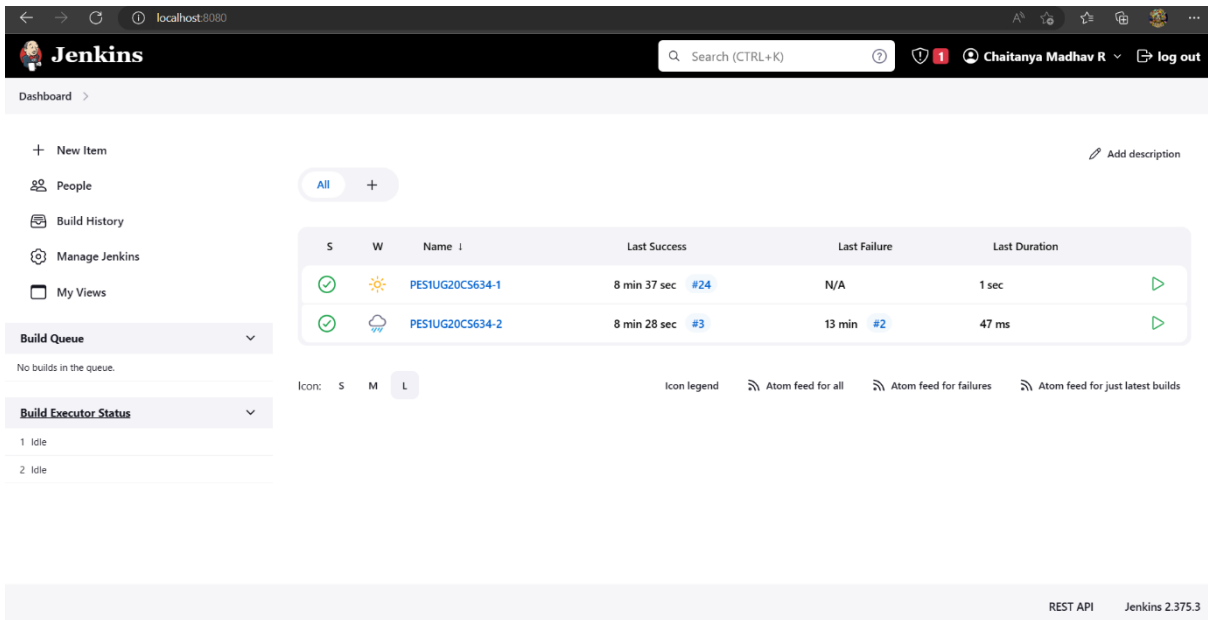 localhost:8080
Jenkins
Search (CTRL+K)
1
Chaitanya Madhav R
log out
Dashboard
New Item
People
Build History
Manage Jenkins
My Views
Build Queue
No builds in the queue.
Build Executor Status
1 Idle
2 Idle
Add description
All +
S W Name ↓ Last Success Last Failure Last Duration
PES1UG20CS634-1 8 min 37 sec #24 N/A 1 sec
PES1UG20CS634-2 8 min 28 sec #3 13 min #2 47 ms
Icon: S M L
Icon legend Atom feed for all Atom feed for failures Atom feed for just latest builds
REST API Jenkins 2.375.3